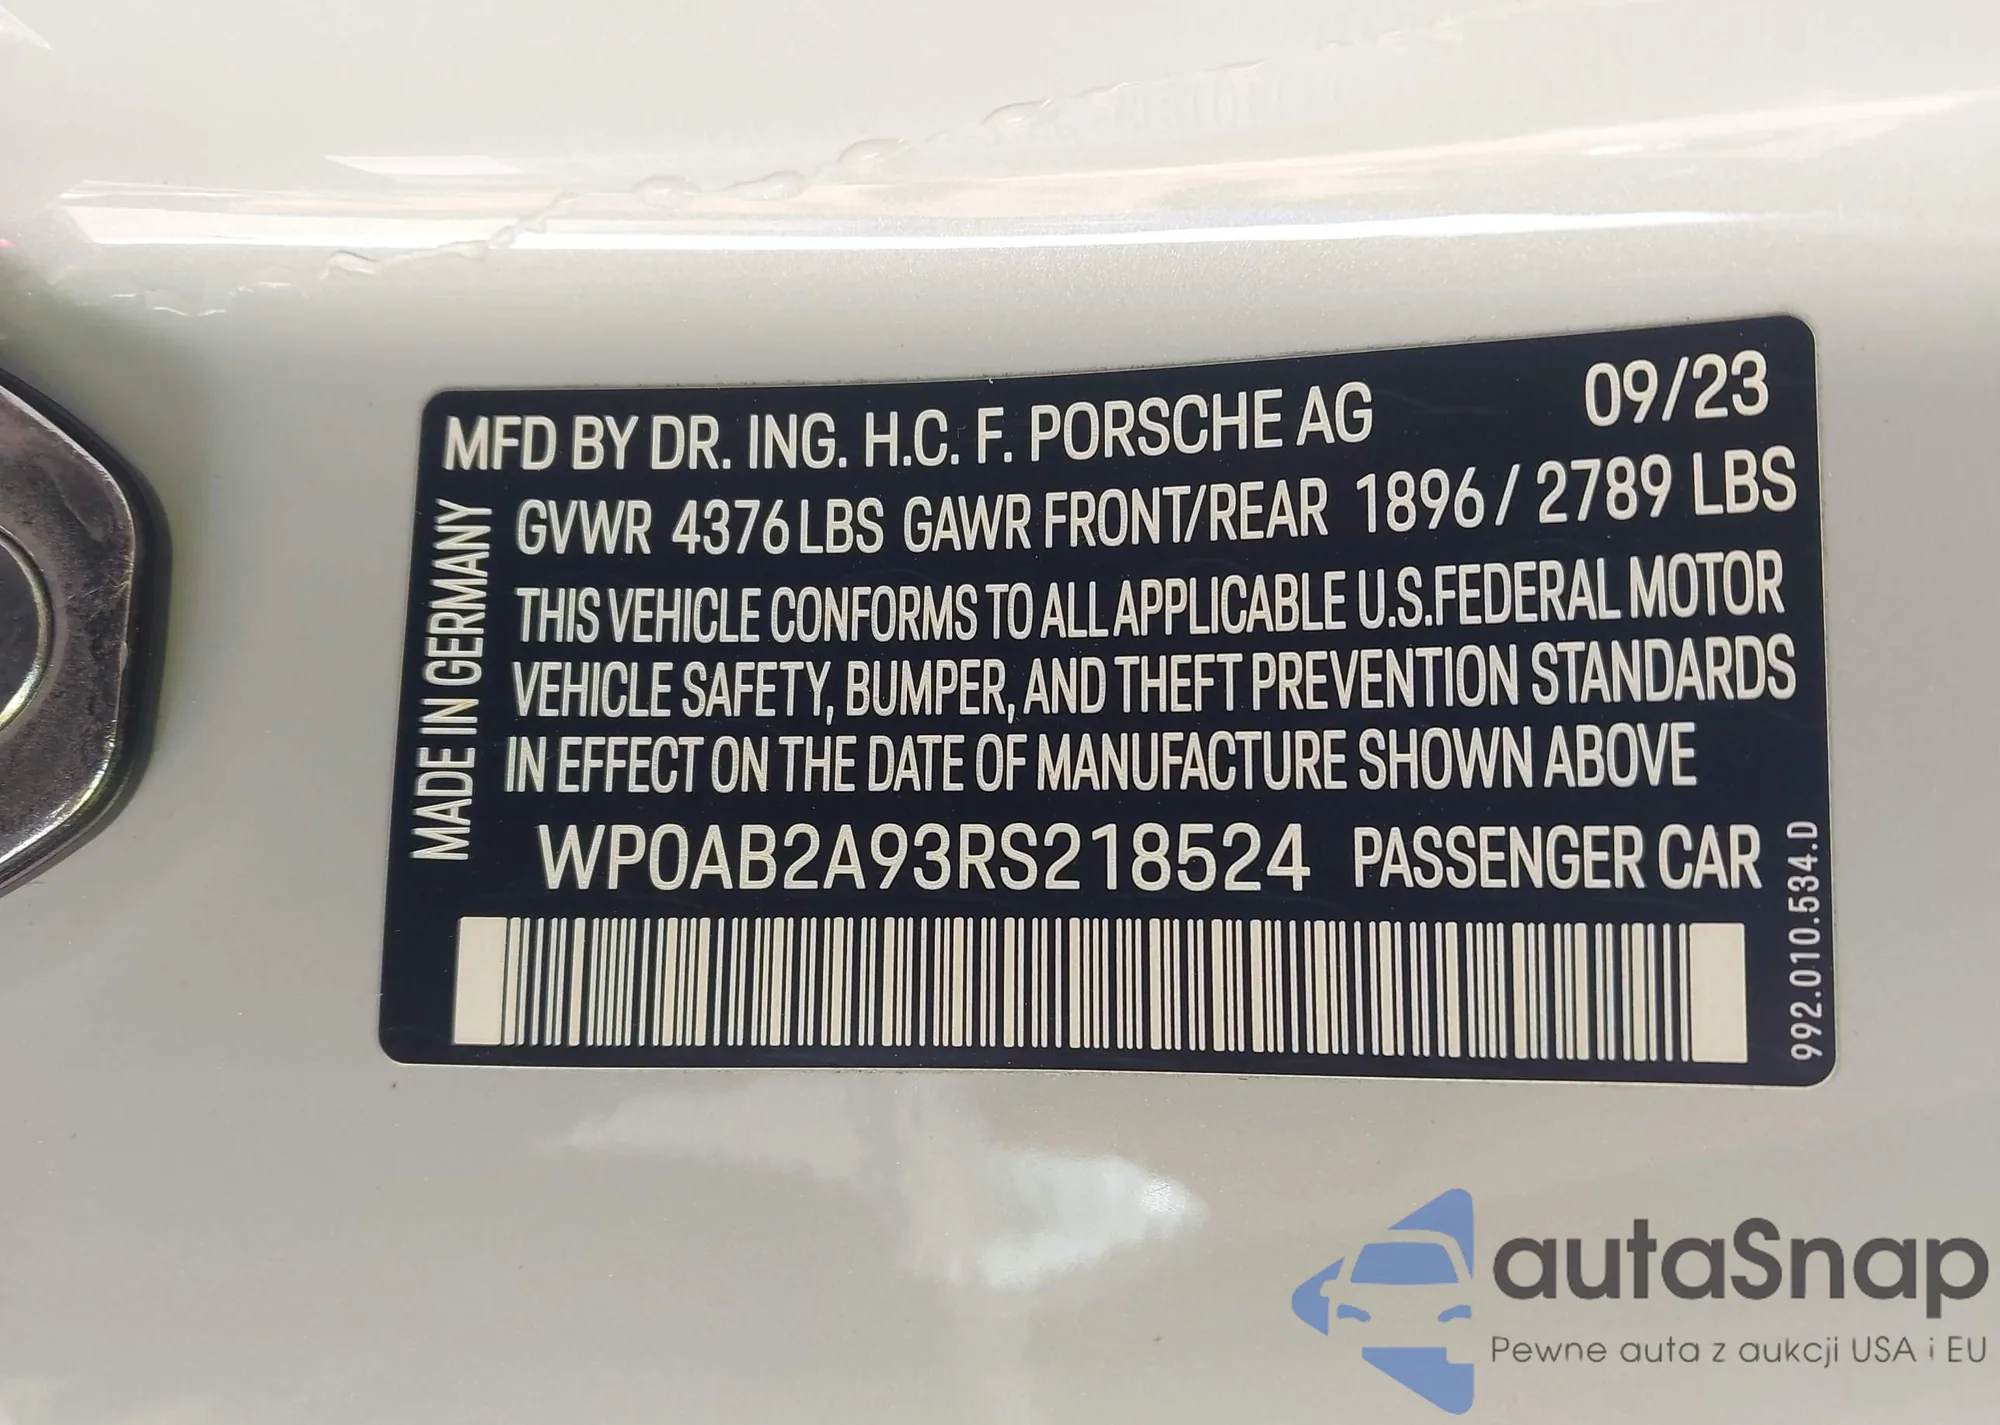 MFD BY DR. ING. H.C. F. PORSCHE AG 09/23
GVWR 4376 LBS GAWR FRONT/REAR 1896 / 2789 LBS
THIS VEHICLE CONFORMS TO ALL APPLICABLE U.S.FEDERAL MOTOR
VEHICLE SAFETY, BUMPER, AND THEFT PREVENTION STANDARDS
IN EFFECT ON THE DATE OF MANUFACTURE SHOWN ABOVE
WP0AB2A93RS218524 PASSENGER CAR
MADE IN GERMANY
992.010.534.D
autaSnap
Pewne auta z aukcji USA i EU